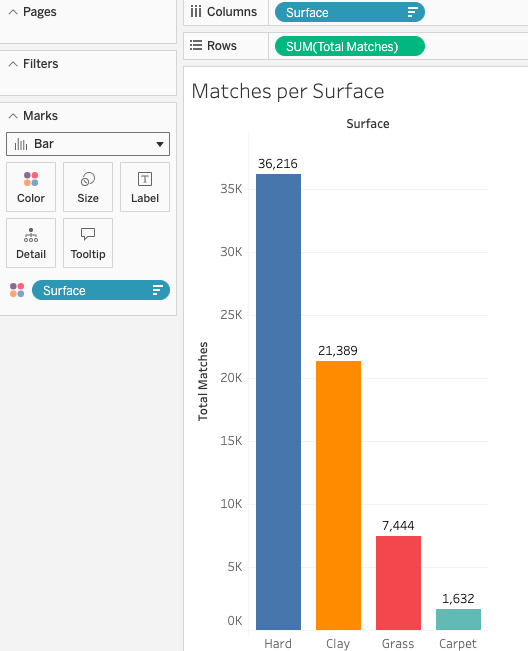 Pages
Columns
Surface
Rows
SUM(Total Matches)
Filters
Marks
Bar
Color
Size
Label
Detail
Tooltip
Surface
Matches per Surface
Surface
Total Matches
36,216
21,389
7,444
1,632
35K
30K
25K
20K
15K
10K
5K
0K
Hard
Clay
Grass
Carpet